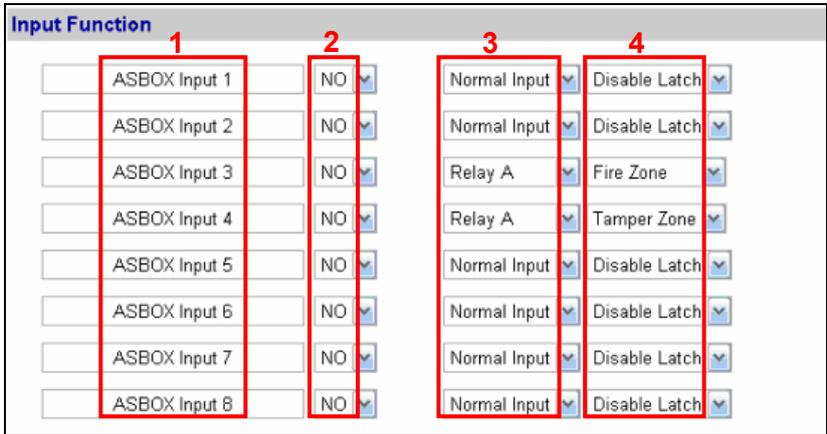 Input Function
1 2 3 4
ASBOX Input 1 NO Normal Input Disable Latch
ASBOX Input 2 NO Normal Input Disable Latch
ASBOX Input 3 NO Relay A Fire Zone
ASBOX Input 4 NO Relay A Tamper Zone
ASBOX Input 5 NO Normal Input Disable Latch
ASBOX Input 6 NO Normal Input Disable Latch
ASBOX Input 7 NO Normal Input Disable Latch
ASBOX Input 8 NO Normal Input Disable Latch